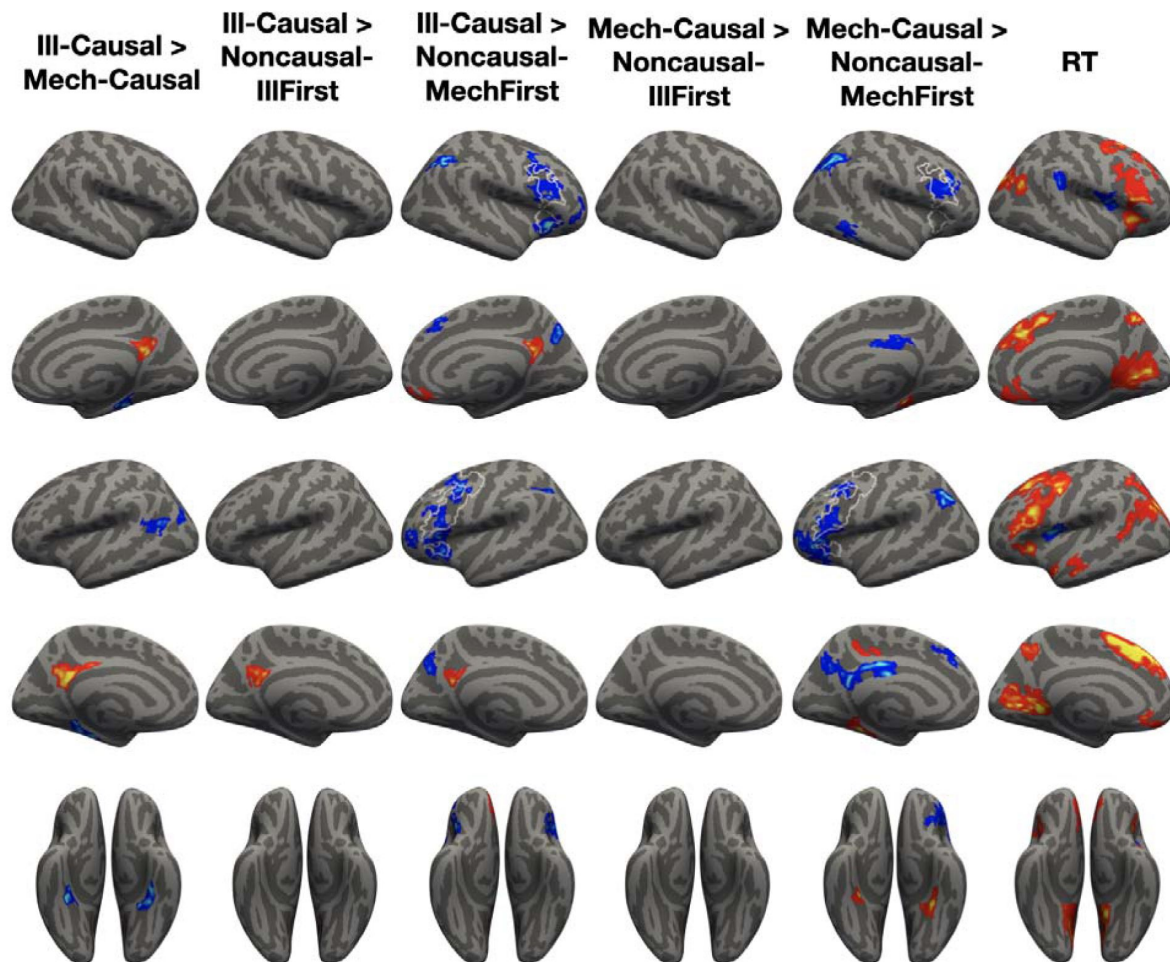 Ill-Causal >
Mech-Causal
Ill-Causal >
Noncausal-
IllFirst
Ill-Causal >
Noncausal-
MechFirst
Mech-Causal >
Noncausal-
IllFirst
Mech-Causal >
Noncausal-
MechFirst
RT